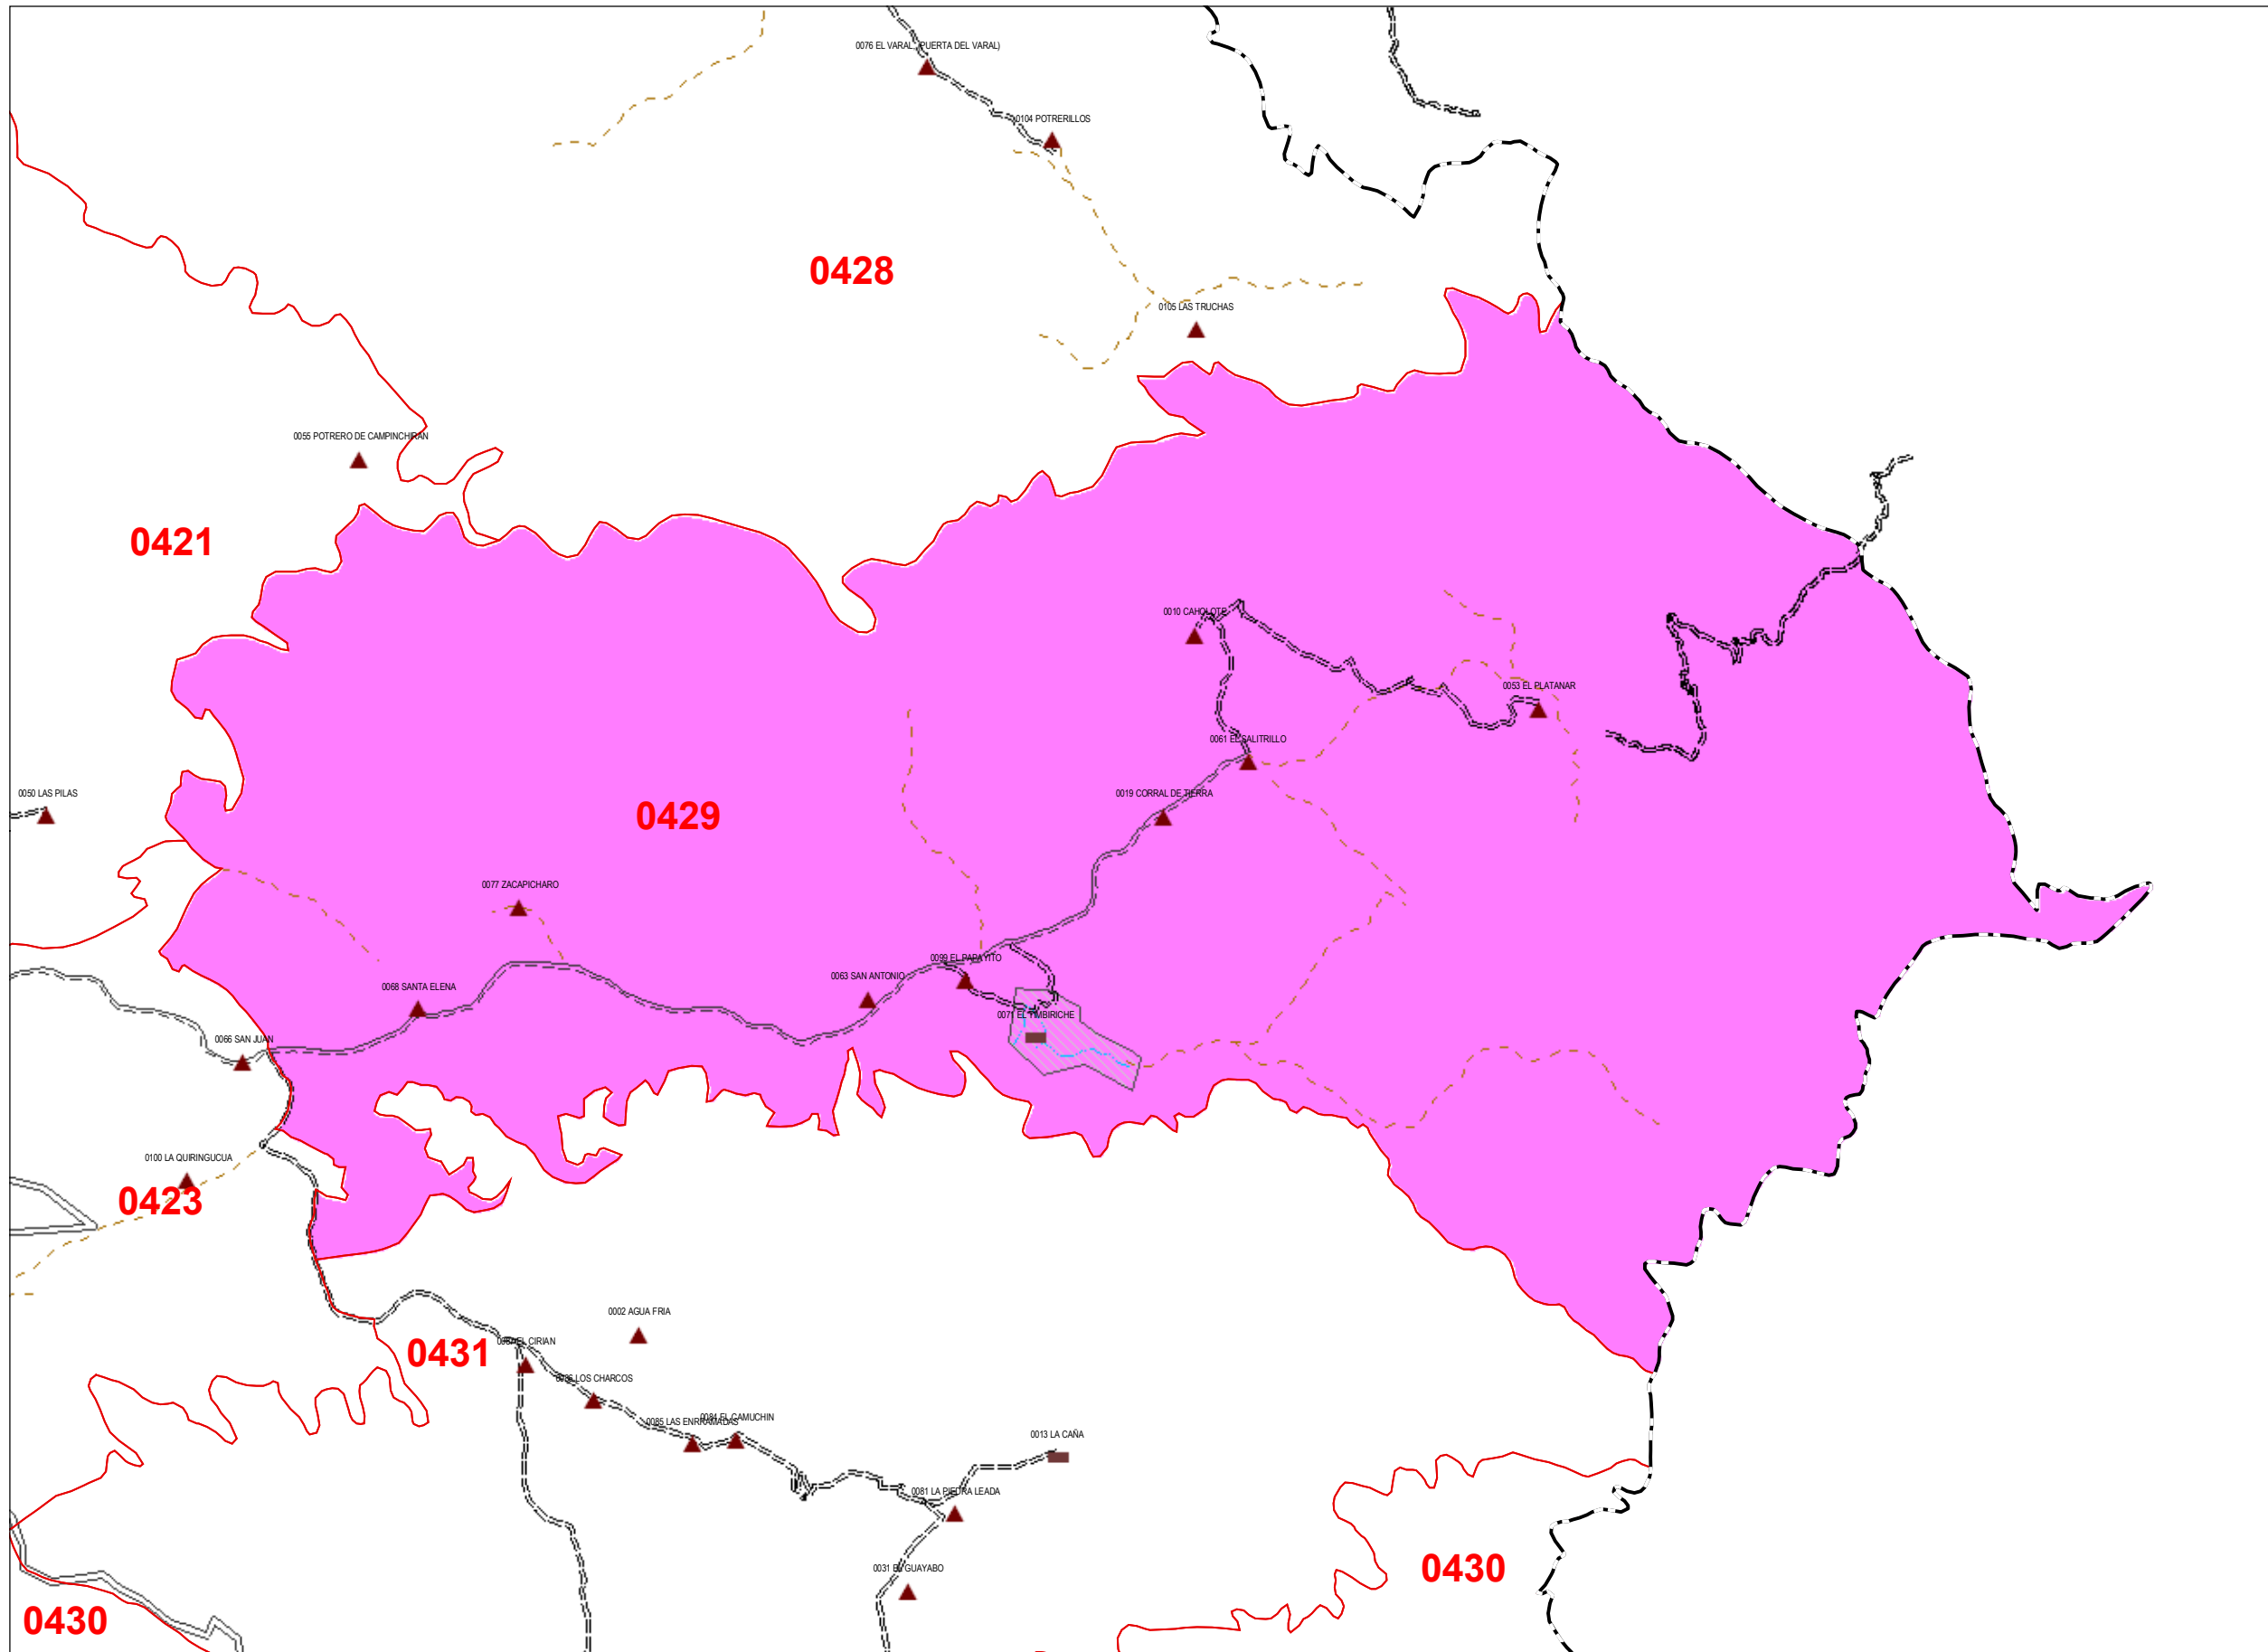 0076 EL VARAL (PUERTA DEL VARAL)
0104 POTRERILLOS
0428
0105 LAS TRUCHAS
0055 POTRERO DE CAMPINCHIRAN
0421
0010 CAHOLOTE
0053 EL PLATANAR
0061 EL SALITRILLO
0050 LAS PILAS
0019 CORRAL DE TIERRA
0429
0077 ZACAPICHARO
0099 EL PAPAYITO
0063 SAN ANTONIO
0068 SANTA ELENA
0071 EL TIMBIRICHE
0066 SAN JUAN
0100 LA QUIRINGUCUA
0423
0002 AGUA FRIA
EL CIRIAN
0431
0036 LOS CHARCOS
0084 EL CAMUCHIN
0085 LAS ENRRAMADAS
0013 LA CAÑA
0081 LA PIEDRA LEADA
0031 EL GUAYABO
0430
0430